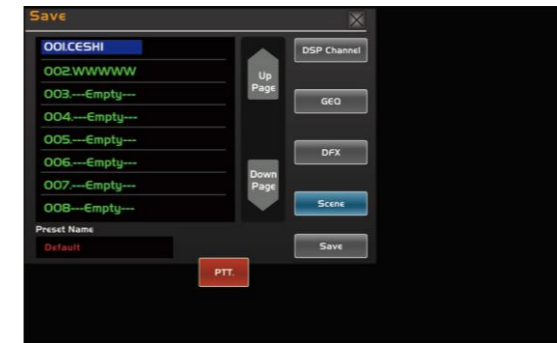 Save
001.CESHI
002.WWWWW
003.---Empty---
004.---Empty---
005.---Empty---
006.---Empty---
007.---Empty---
008---Empty---
Up
Page
Down
Page
DSP Channel
GEQ
DFX
Scene
Preset Name
Default
Save
PTT.